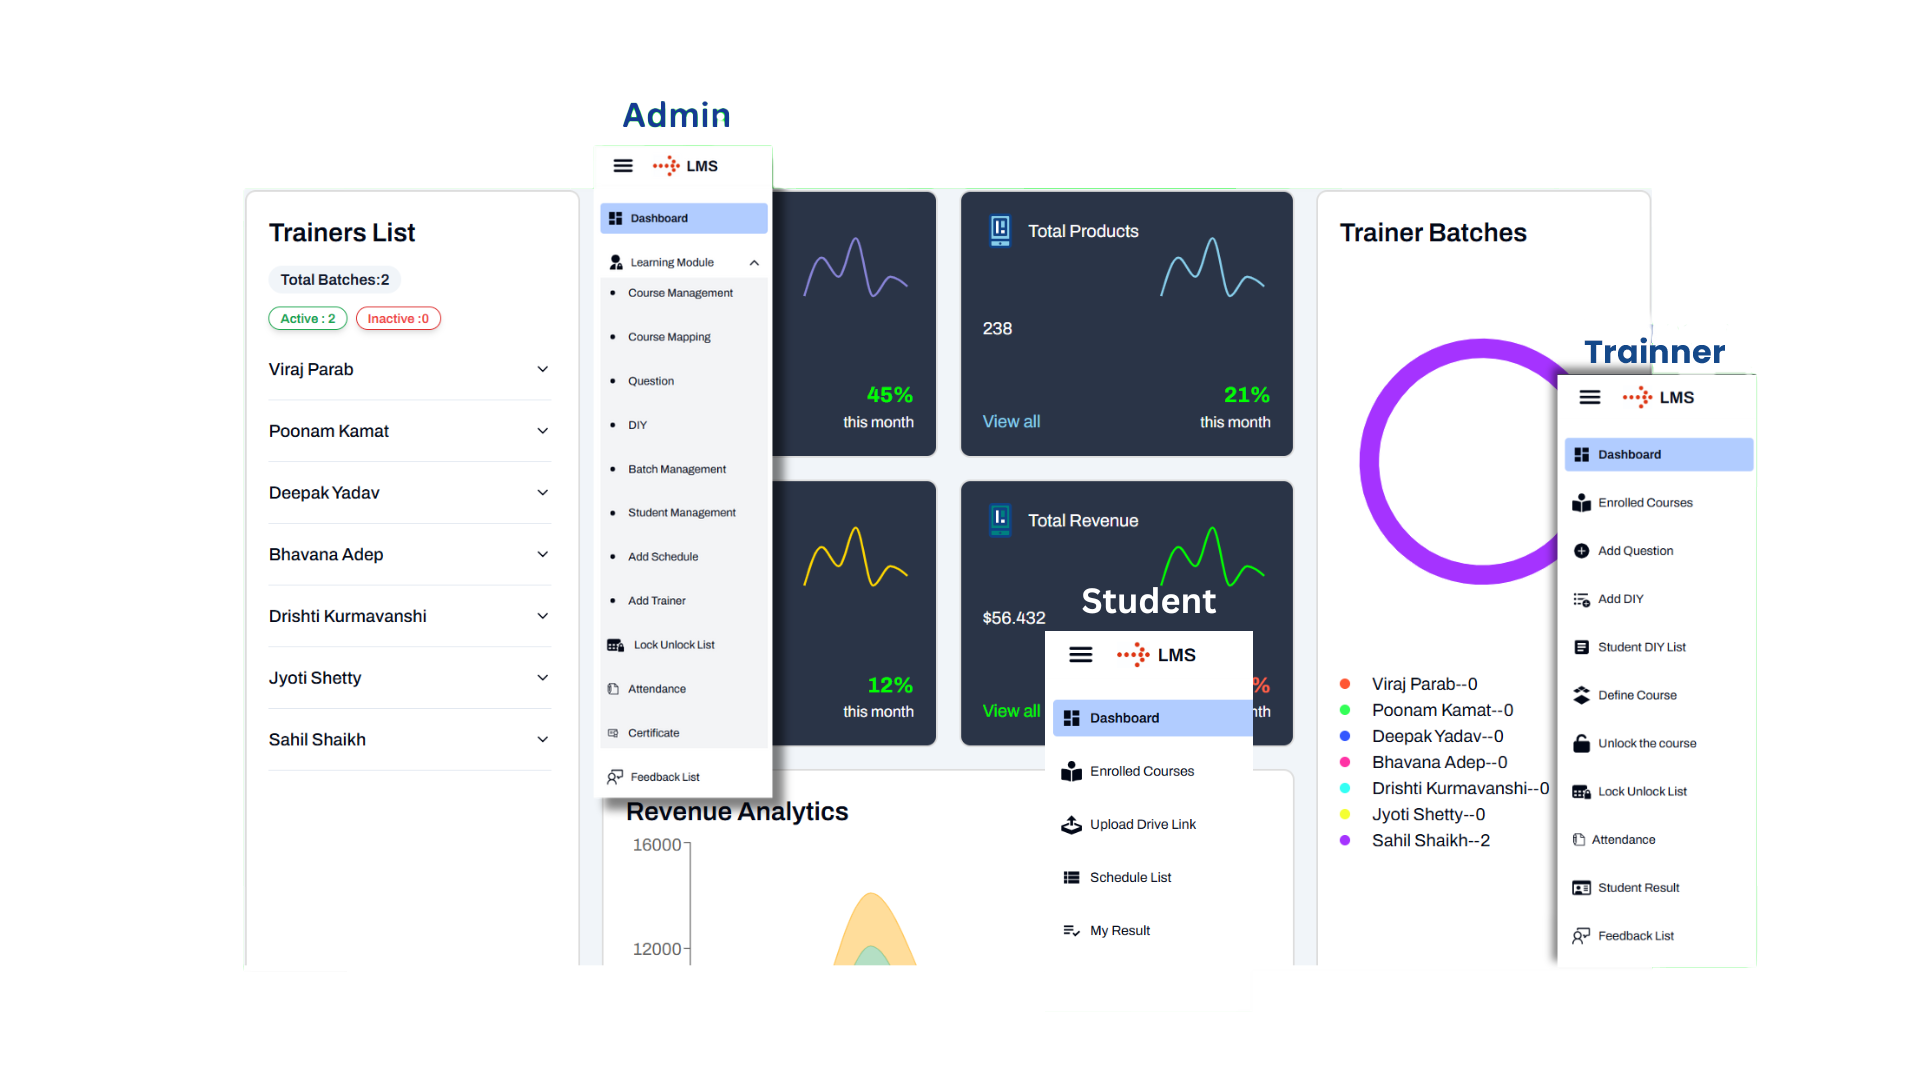 Admin
LMS
Dashboard
Learning Module
Course Management
Course Mapping
Question
DIY
Batch Management
Student Management
Add Schedule
Add Trainer
Lock Unlock List
Attendance
Certificate
Feedback List
Trainers List
Total Batches:2
Active : 2
Inactive :0
Viraj Parab
Poonam Kamat
Deepak Yadav
Bhavana Adep
Drishti Kurmavanshi
Jyoti Shetty
Sahil Shaikh
45%
this month
Total Products
238
View all
21%
this month
12%
this month
Total Revenue
$56.432
View all
%
nth
Student
LMS
Dashboard
Enrolled Courses
Upload Drive Link
Schedule List
My Result
Revenue Analytics
16000
12000
Trainer Batches
Viraj Parab--0
Poonam Kamat--0
Deepak Yadav--0
Bhavana Adep--0
Drishti Kurmavanshi--0
Jyoti Shetty--0
Sahil Shaikh--2
Trainner
LMS
Dashboard
Enrolled Courses
Add Question
Add DIY
Student DIY List
Define Course
Unlock the course
Lock Unlock List
Attendance
Student Result
Feedback List